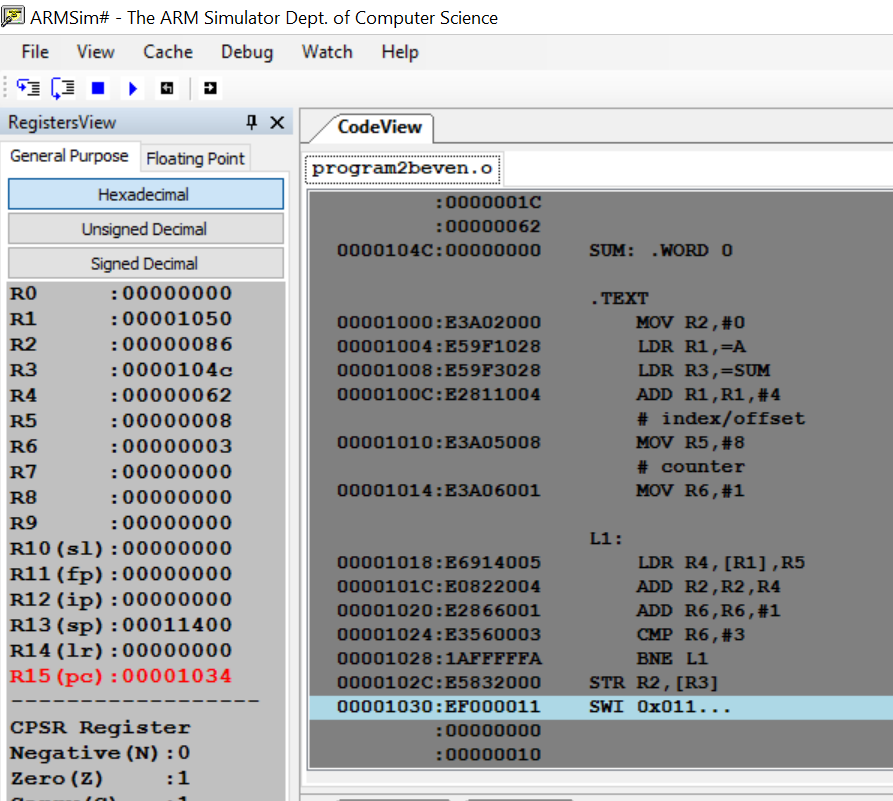 ARMSim# - The ARM Simulator Dept. of Computer Science
File View Cache Debug Watch Help
RegistersView
General Purpose Floating Point
Hexadecimal
Unsigned Decimal
Signed Decimal
R0 :00000000
R1 :00001050
R2 :00000086
R3 :0000104c
R4 :00000062
R5 :00000008
R6 :00000003
R7 :00000000
R8 :00000000
R9 :00000000
R10(sl):00000000
R11(fp):00000000
R12(ip):00000000
R13(sp):00011400
R14(lr):00000000
R15(pc):00001034
--------------------
CPSR Register
Negative(N):0
Zero(Z) :1
CodeView
program2beven.o
:0000001C
:00000062
0000104C:00000000 SUM: .WORD 0
.TEXT
00001000:E3A02000 MOV R2,#0
00001004:E59F1028 LDR R1,=A
00001008:E59F3028 LDR R3,=SUM
0000100C:E2811004 ADD R1,R1,#4
# index/offset
00001010:E3A05008 MOV R5,#8
# counter
00001014:E3A06001 MOV R6,#1
L1:
00001018:E6914005 LDR R4,[R1],R5
0000101C:E0822004 ADD R2,R2,R4
00001020:E2866001 ADD R6,R6,#1
00001024:E3560003 CMP R6,#3
00001028:1AFFFFFA BNE L1
0000102C:E5832000 STR R2,[R3]
00001030:EF000011 SWI 0x011...
:00000000
:00000010